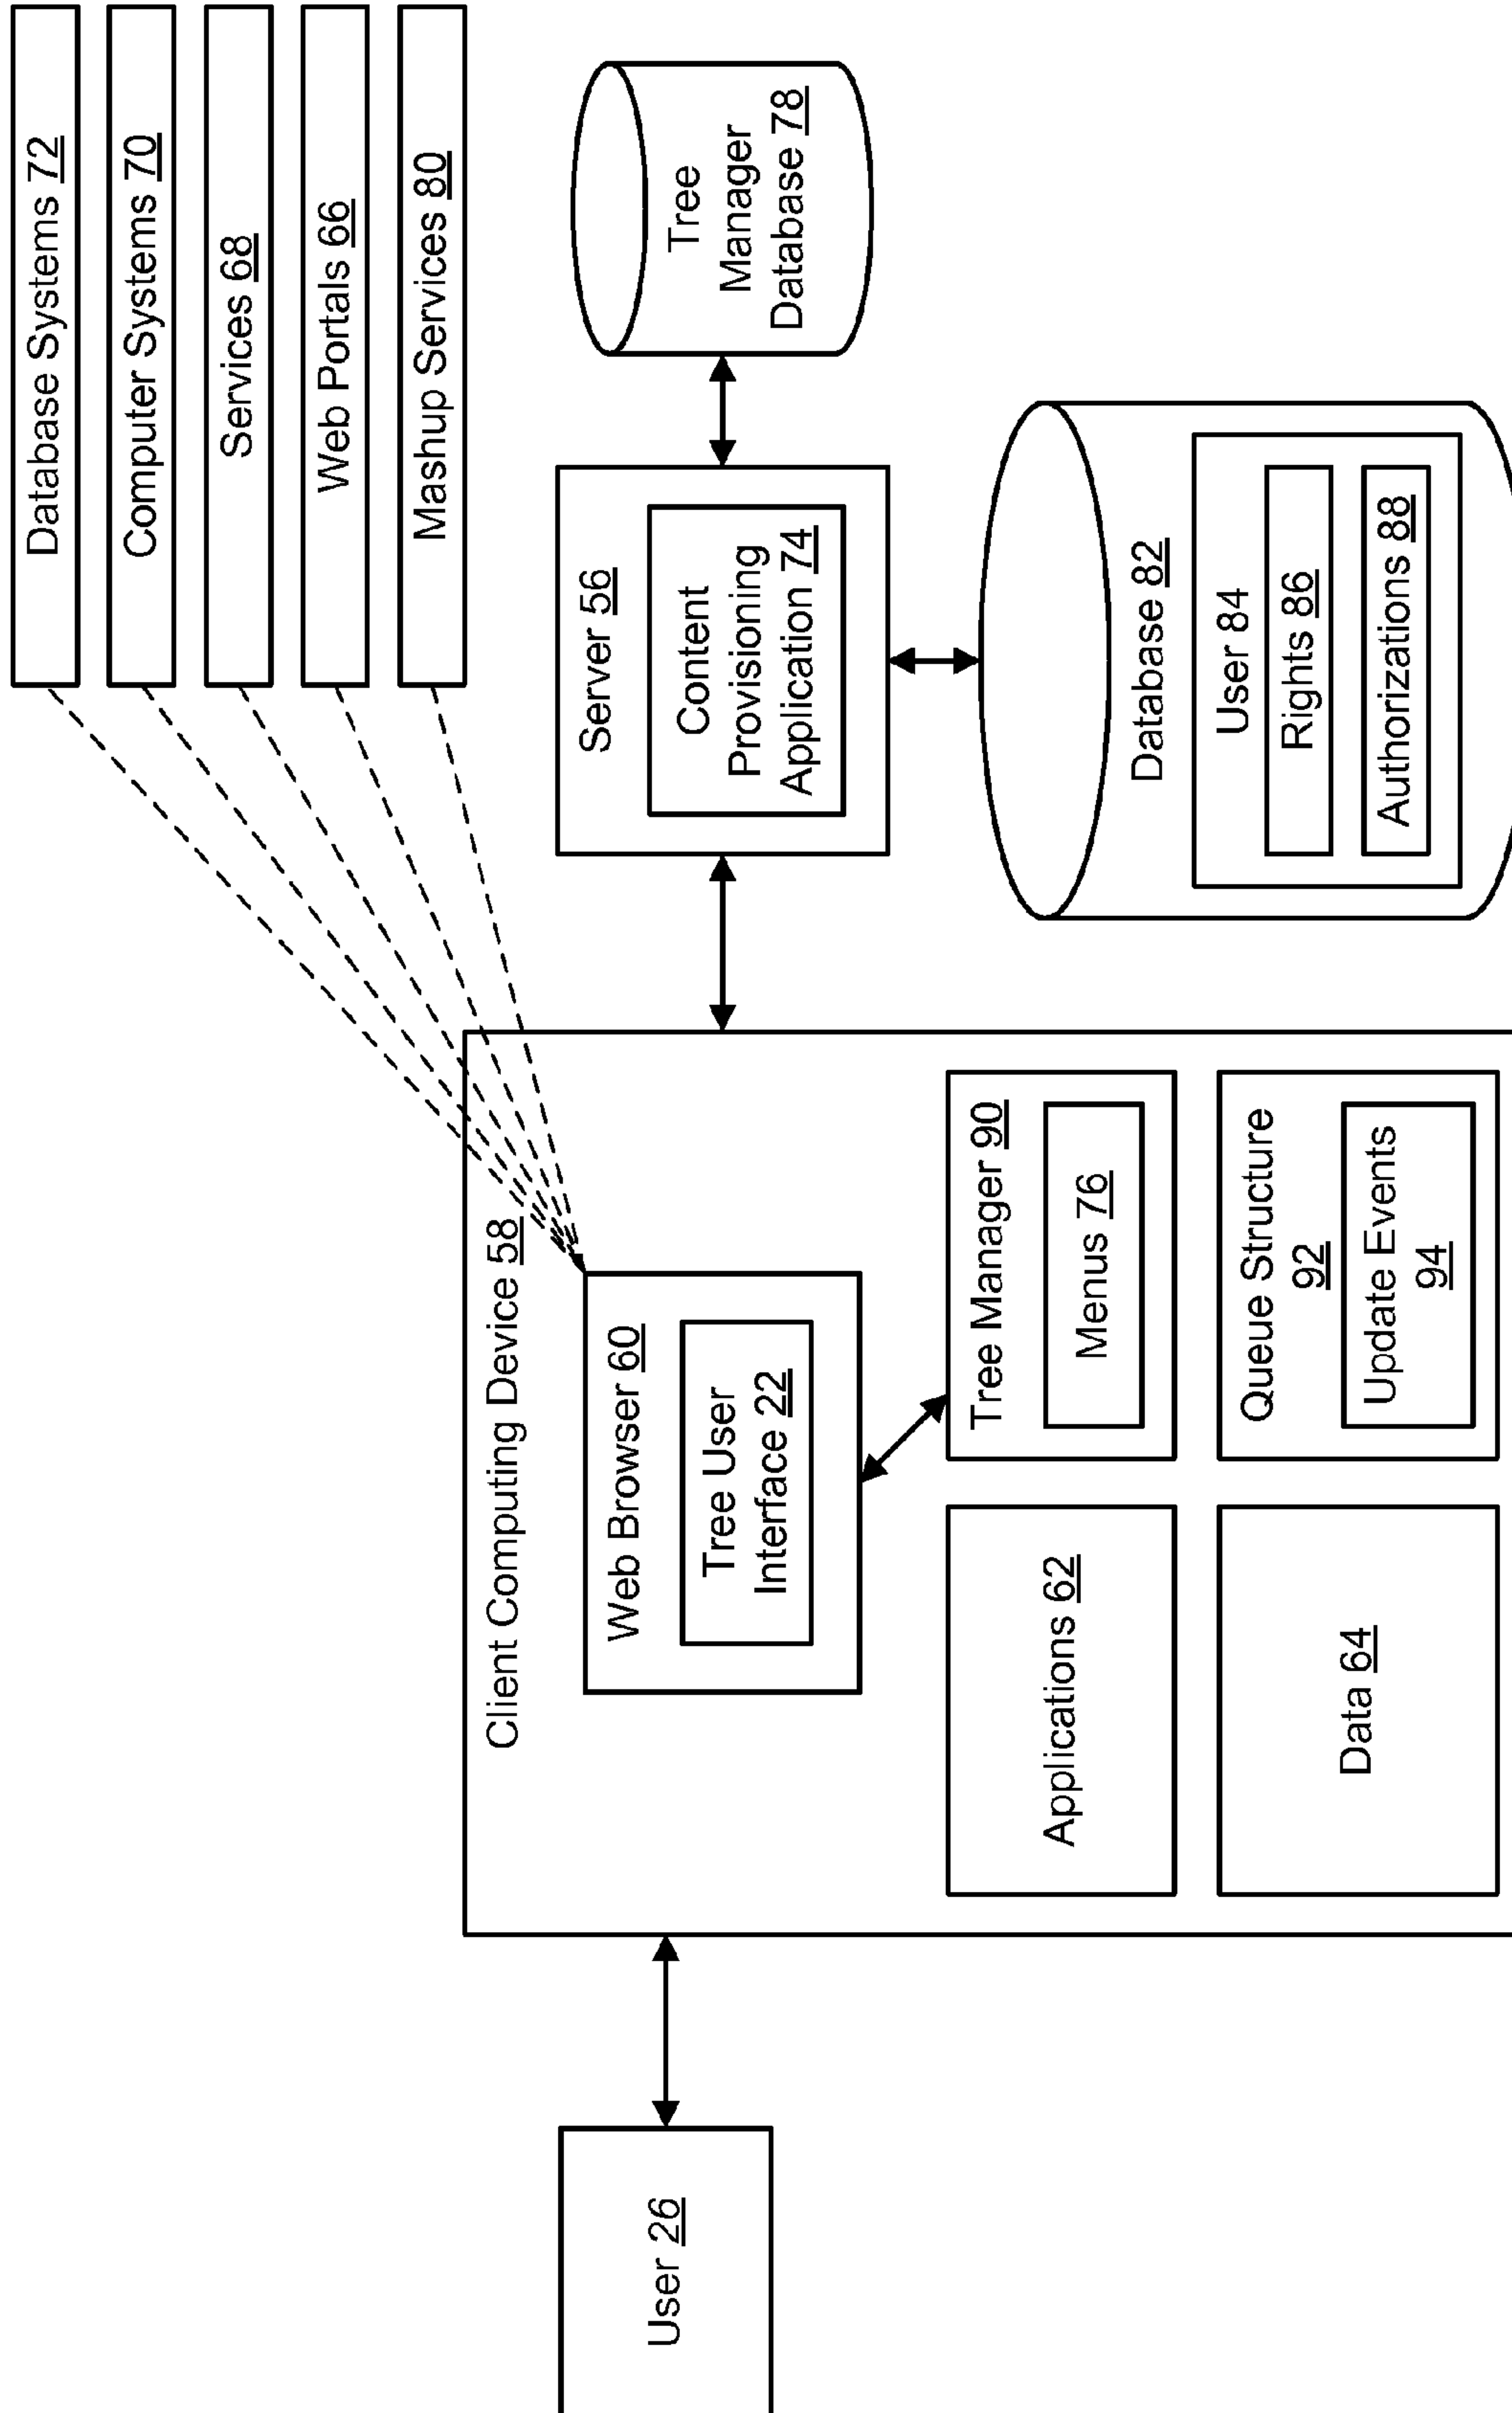 Database Systems 72
Computer Systems 70
Services 68
Web Portals 66
Mashup Services 80
Client Computing Device 58
Web Browser 60
Tree User
Interface 22
User 26
Server 56
Content
Provisioning
Application 74
Tree
Manager
Database 78
Applications 62
Tree Manager 90
Menus 76
Data 64
Queue Structure
92
Update Events
94
Database 82
User 84
Rights 86
Authorizations 88